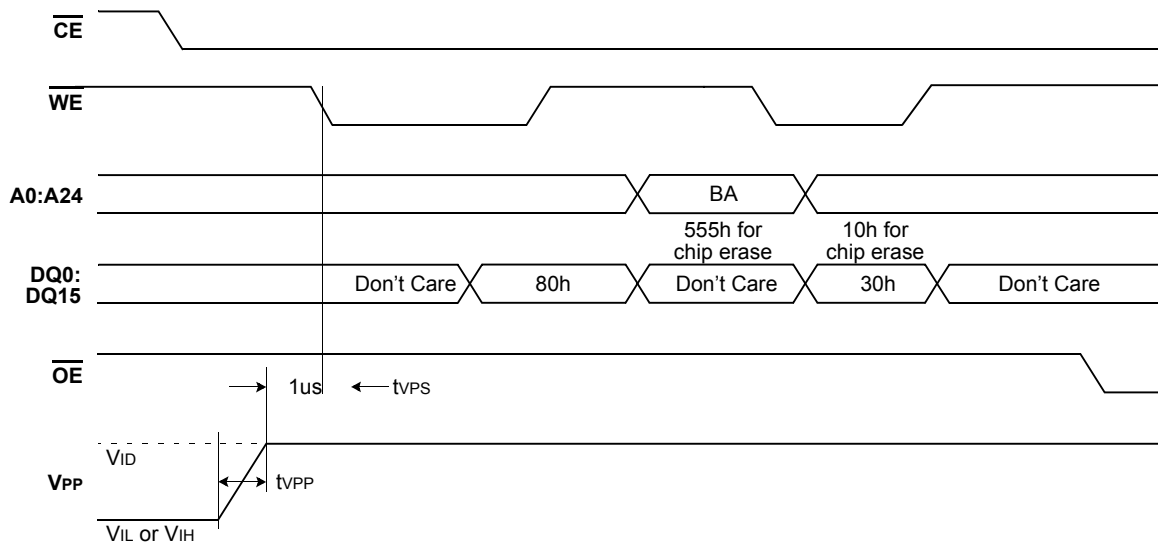 CE
WE
A0:A24
BA
555h for
chip erase
10h for
chip erase
DQ0:
DQ15
Don't Care
80h
Don't Care
30h
Don't Care
OE
1us
tVPS
VID
VPP
tVPP
VIL or VIH